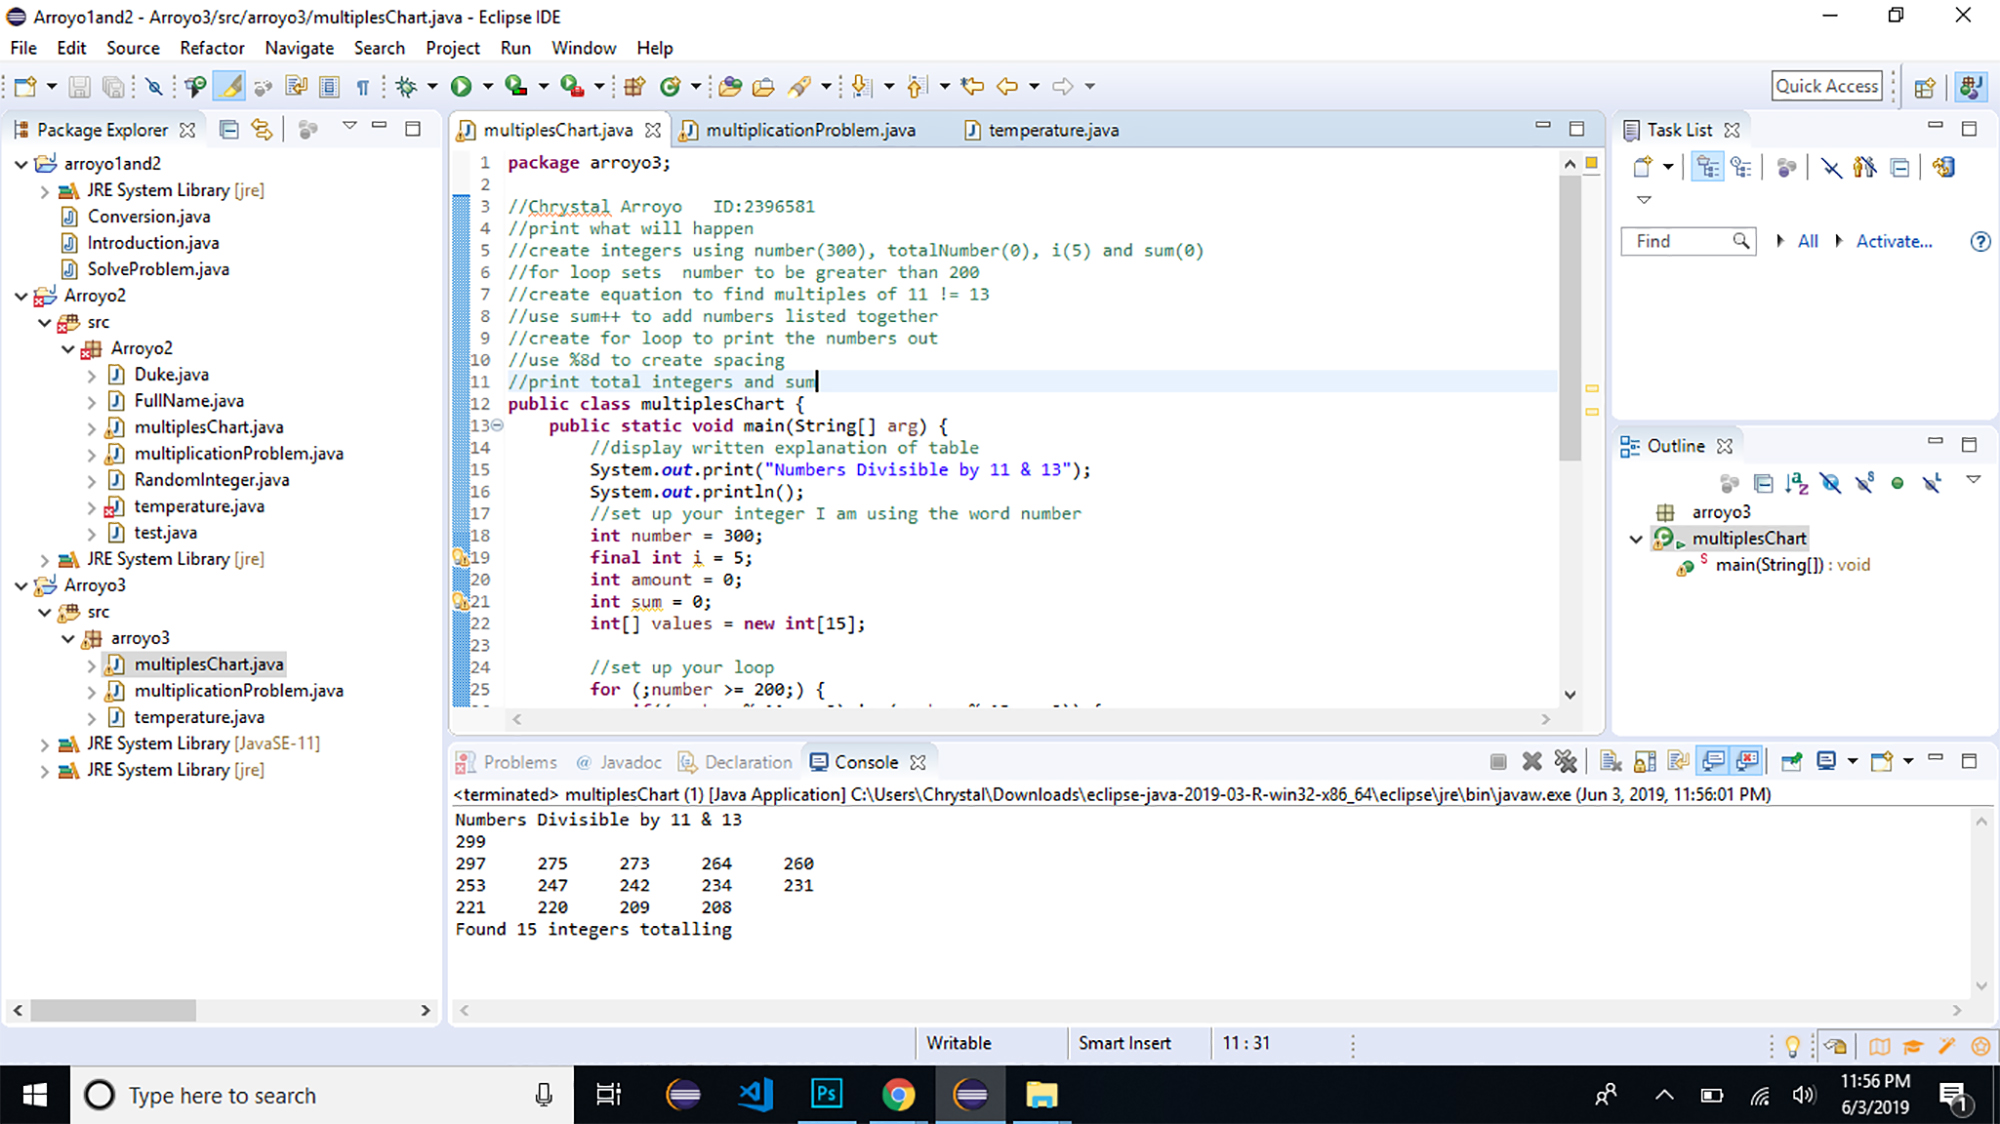 Arroyo1and2 - Arroyo3/src/arroyo3/multiplesChart.java - Eclipse IDE
File Edit Source Refactor Navigate Search Project Run Window Help
Quick Access
Package Explorer
arroyo1and2
JRE System Library [jre]
Conversion.java
Introduction.java
SolveProblem.java
Arroyo2
src
Arroyo2
Duke.java
FullName.java
multiplesChart.java
multiplicationProblem.java
RandomInteger.java
temperature.java
test.java
JRE System Library [jre]
Arroyo3
src
arroyo3
multiplesChart.java
multiplicationProblem.java
temperature.java
JRE System Library [JavaSE-11]
JRE System Library [jre]
multiplesChart.java multiplicationProblem.java temperature.java
1 package arroyo3;
2
3 //Chrystal Arroyo   ID:2396581
4 //print what will happen
5 //create integers using number(300), totalNumber(0), i(5) and sum(0)
6 //for loop sets  number to be greater than 200
7 //create equation to find multiples of 11 != 13
8 //use sum++ to add numbers listed together
9 //create for loop to print the numbers out
10 //use %8d to create spacing
11 //print total integers and sum
12 public class multiplesChart {
13 public static void main(String[] arg) {
14 //display written explanation of table
15 System.out.print("Numbers Divisible by 11 & 13");
16 System.out.println();
17 //set up your integer I am using the word number
18 int number = 300;
19 final int i = 5;
20 int amount = 0;
21 int sum = 0;
22 int[] values = new int[15];
23
24 //set up your loop
25 for (;number >= 200;) {
Task List
Find All Activate...
Outline
arroyo3
multiplesChart
main(String[]) : void
Problems @ Javadoc Declaration Console
<terminated> multiplesChart (1) [Java Application] C:\Users\Chrystal\Downloads\eclipse-java-2019-03-R-win32-x86_64\eclipse\jre\bin\javaw.exe (Jun 3, 2019, 11:56:01 PM)
Numbers Divisible by 11 & 13
299
297 275 273 264 260
253 247 242 234 231
221 220 209 208
Found 15 integers totalling
Writable Smart Insert 11 : 31
Type here to search
Ps
11:56 PM
6/3/2019
1